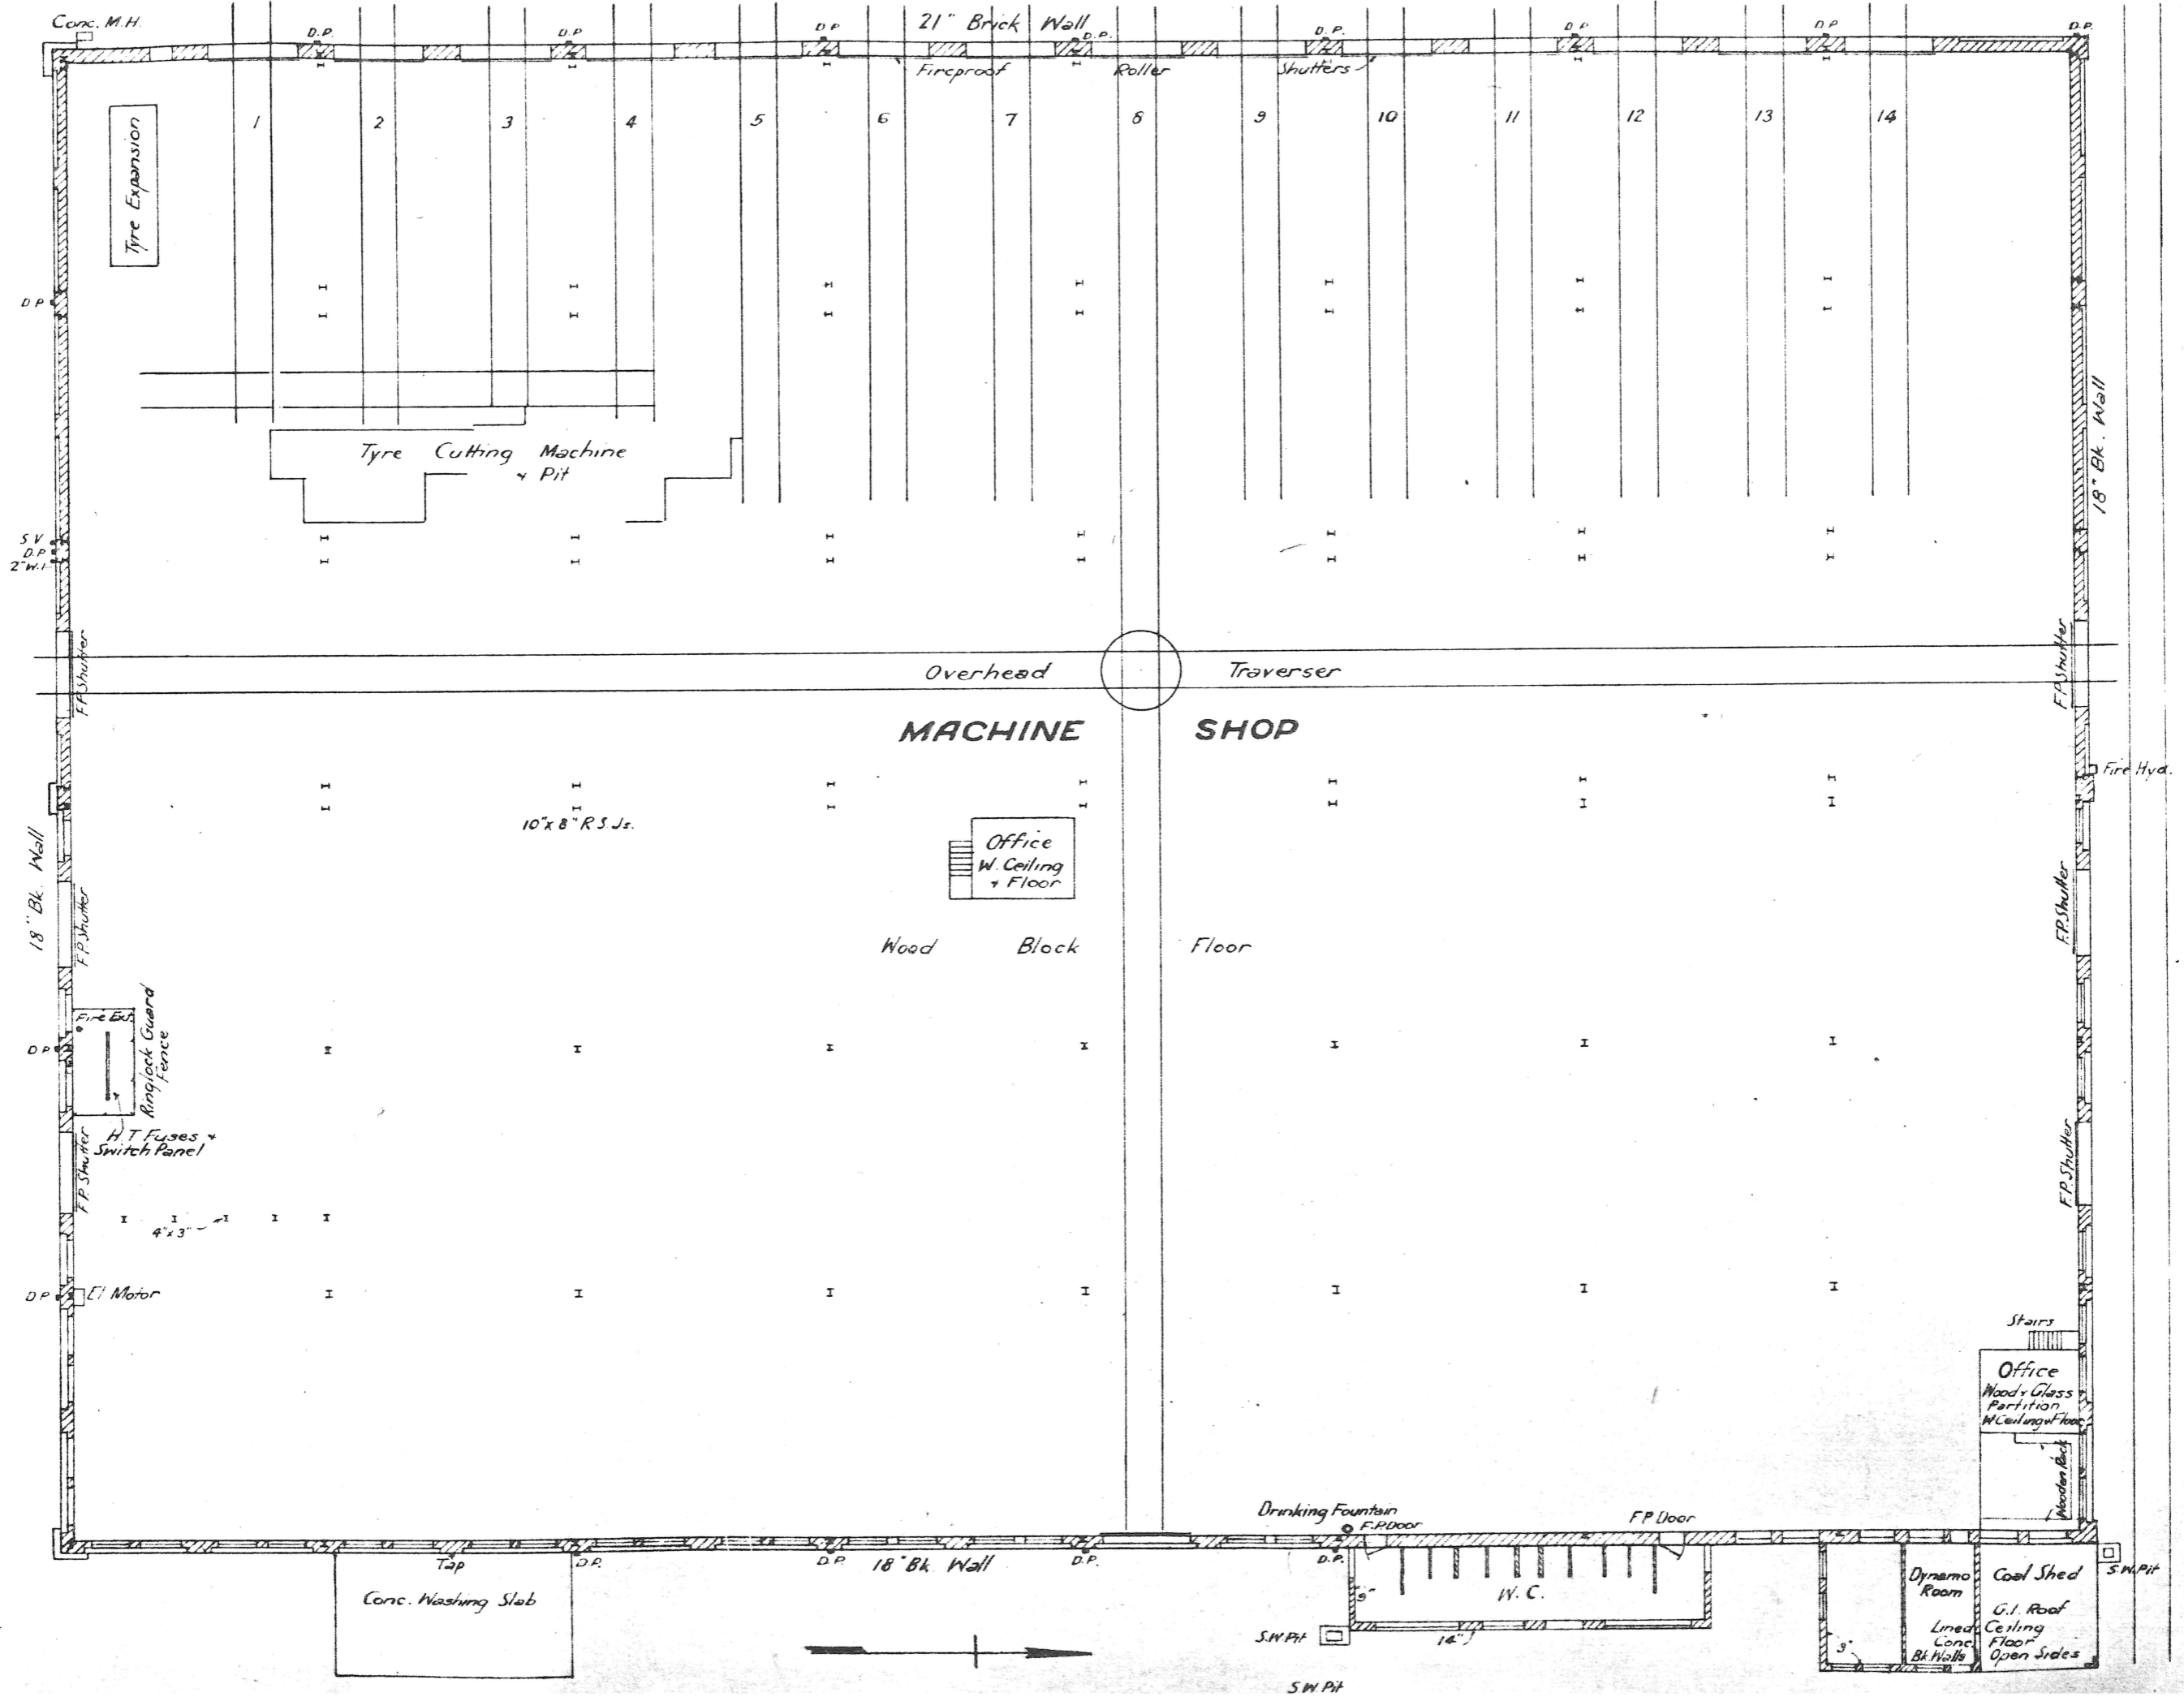 Conc. M.H.
D.P.
D.P
D.P
21" Brick Wall
D.P.
D.P.
D.P
D.P
D.P.
Fireproof Roller Shutters
1 2 3 4 5 6 7 8 9 10 11 12 13 14
Tyre Expansion
D P
18" Bk. Wall
Tyre Cutting Machine
+ Pit
S V
D.P
2" W.I
F.P. Shutter
Overhead Traverser
F.P. Shutter
MACHINE SHOP
Fire Hyd.
10" x 8" R.S.Js.
18" Bk. Wall
Office
W. Ceiling
+ Floor
F.P. Shutter
F.P. Shutter
Wood Block Floor
Fire Ext.
Ringlock Guard
Fence
D P
H.T Fuses +
Switch Panel
F.P. Shutter
F.P. Shutter
4" x 3"
D P
El Motor
Stairs
Office
Wood + Glass
Partition
W Ceiling + Floor
Wooden Rack
Drinking Fountain
F.P. Door
F P Door
Tap
D.P.
D.P.
18" Bk. Wall
D.P.
D.P.
Conc. Washing Slab
9"
W. C.
14"
S.W. Pit
Dynamo
Room
Lined
Conc
Bk. Walls
Coal Shed
G.I. Roof
Ceiling
Floor
Open Sides
S.W. Pit
9"
S.W. Pit